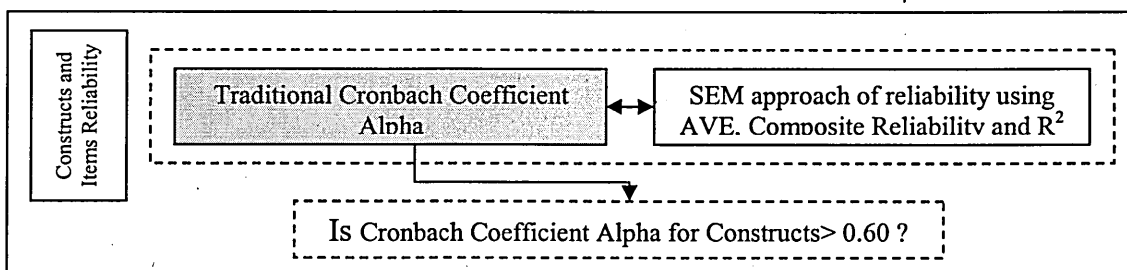 Constructs and
Items Reliability
Traditional Cronbach Coefficient
Alpha
SEM approach of reliability using
AVE, Composite Reliability and R²
Is Cronbach Coefficient Alpha for Constructs> 0.60 ?